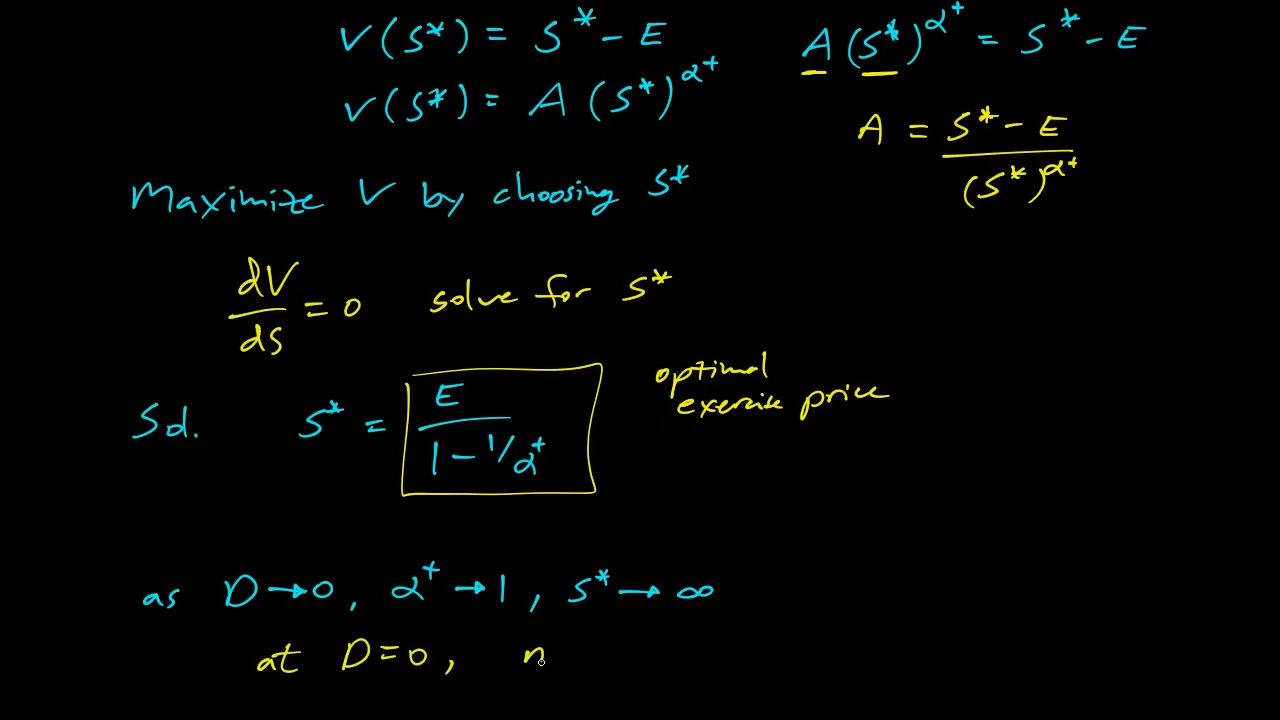 V(S*) = S* - E
V(S*) = A(S*)^α⁺
A(S*)^α⁺ = S* - E
A = (S* - E)/(S*)^α⁺
Maximize V by choosing S*
dV/dS = 0 solve for S*
Sol. S* = E/(1 - 1/α⁺)
optimal
exercise price
as D → 0, α⁺ → 1, S* → ∞
at D = 0, n